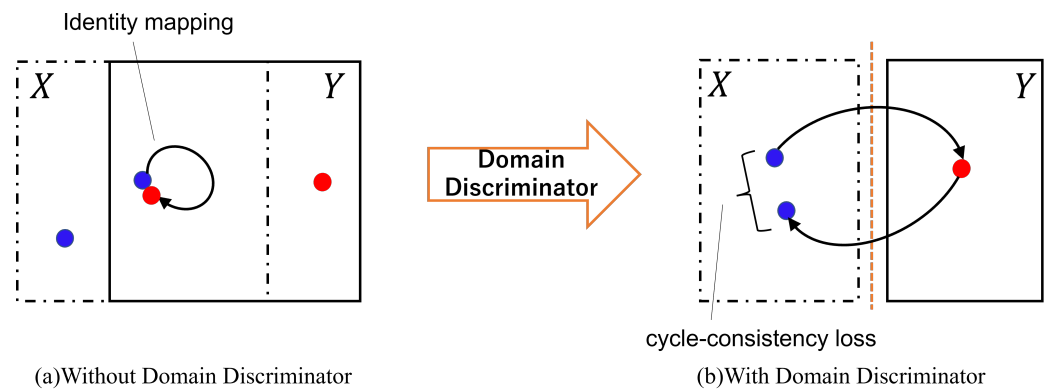 Identity mapping
X
Y
Domain
Discriminator
X
Y
cycle-consistency loss
(a)Without Domain Discriminator
(b)With Domain Discriminator